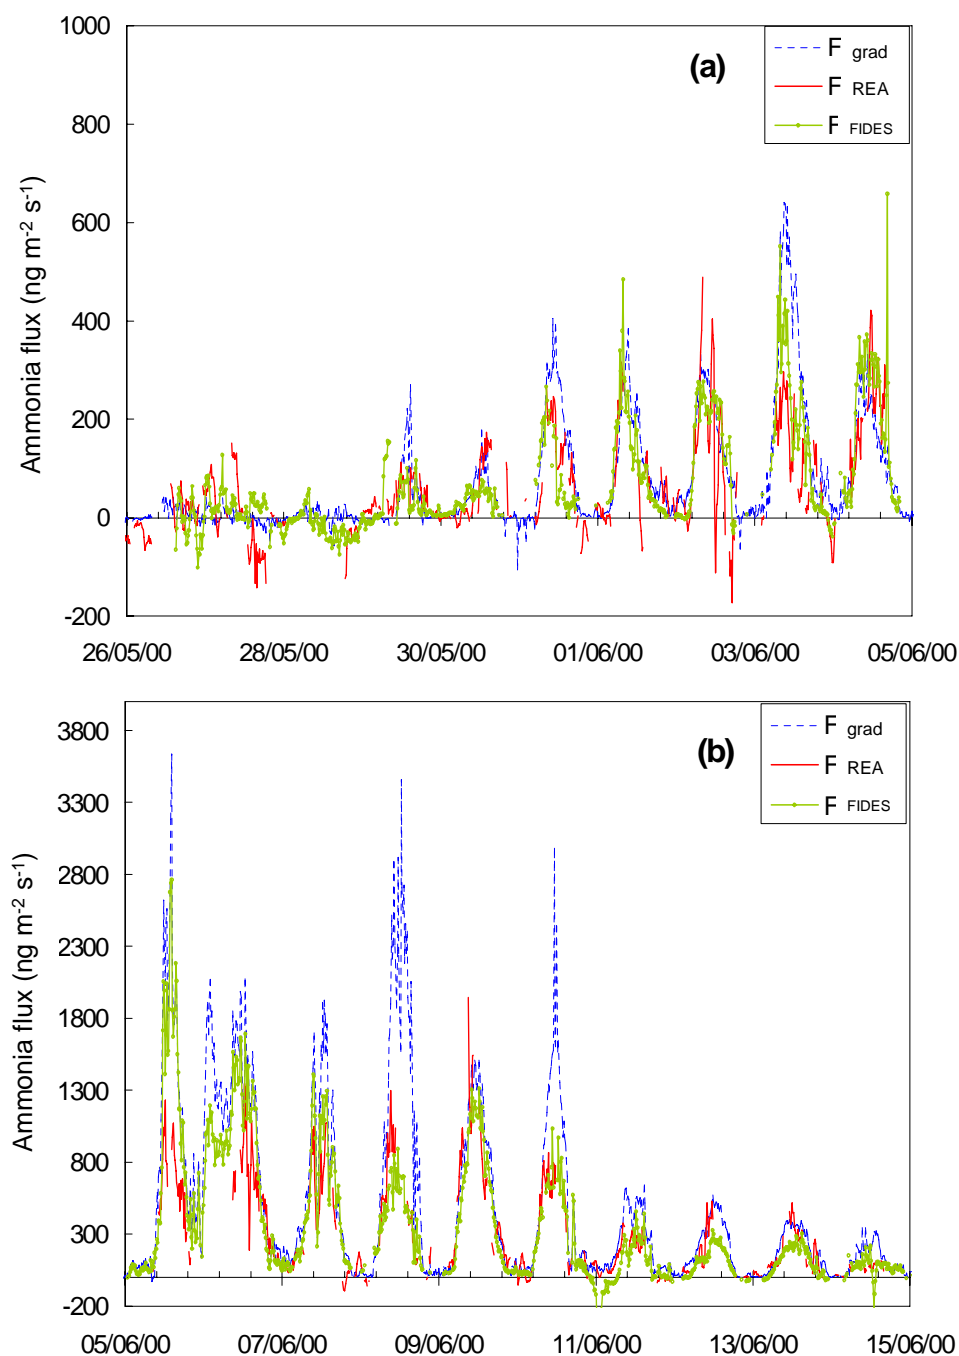 1000
800
600
400
200
0
-200
Ammonia flux (ng m-2 s-1)
(a)
F grad
F REA
F FIDES
26/05/00 28/05/00 30/05/00 01/06/00 03/06/00 05/06/00
3800
3300
2800
2300
1800
1300
800
300
-200
Ammonia flux (ng m-2 s-1)
(b)
F grad
F REA
F FIDES
05/06/00 07/06/00 09/06/00 11/06/00 13/06/00 15/06/00